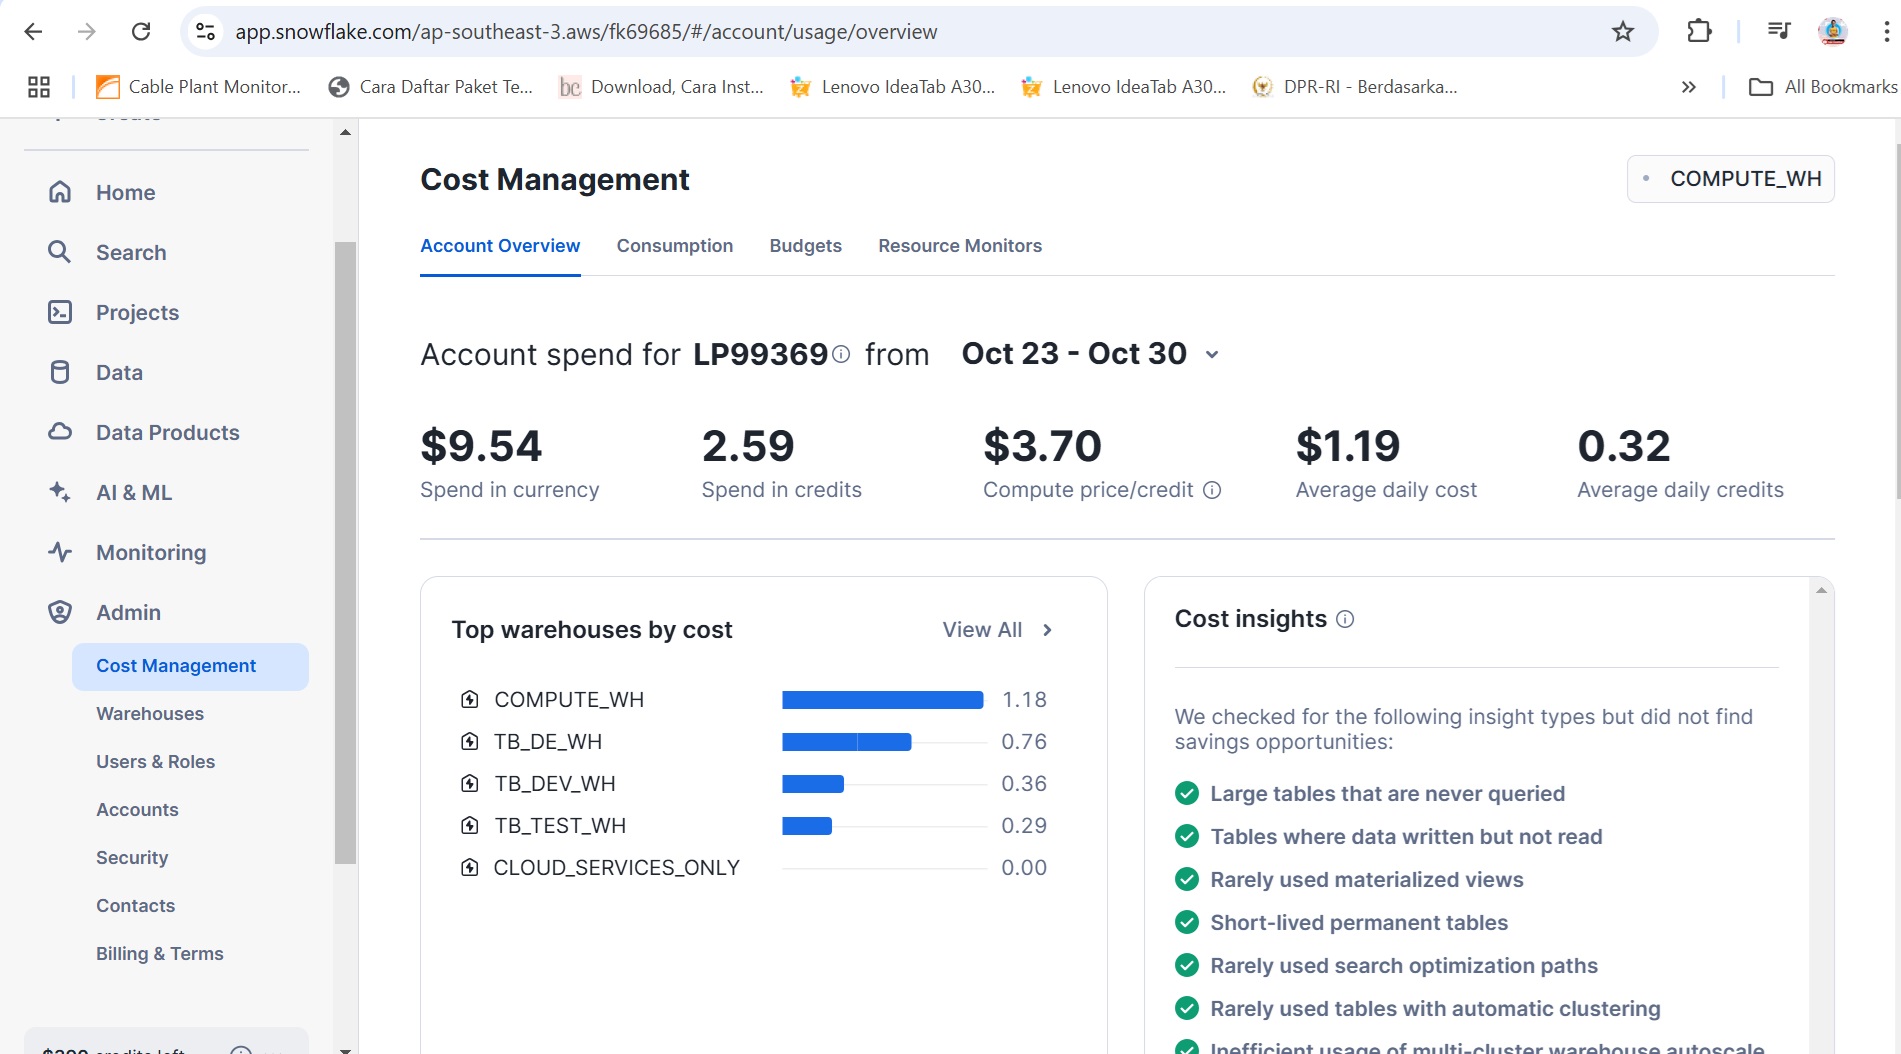 app.snowflake.com/ap-southeast-3.aws/fk69685/#/account/usage/overview
Cable Plant Monitor...
Cara Daftar Paket Te...
bc Download, Cara Inst...
Lenovo IdeaTab A30...
Lenovo IdeaTab A30...
DPR-RI - Berdasarka...
All Bookmarks
Home
Search
Projects
Data
Data Products
AI & ML
Monitoring
Admin
Cost Management
Warehouses
Users & Roles
Accounts
Security
Contacts
Billing & Terms
credits left
Cost Management
COMPUTE_WH
Account Overview
Consumption
Budgets
Resource Monitors
Account spend for LP99369 from Oct 23 - Oct 30
$9.54
Spend in currency
2.59
Spend in credits
$3.70
Compute price/credit
$1.19
Average daily cost
0.32
Average daily credits
Top warehouses by cost
View All
COMPUTE_WH 1.18
TB_DE_WH 0.76
TB_DEV_WH 0.36
TB_TEST_WH 0.29
CLOUD_SERVICES_ONLY 0.00
Cost insights
We checked for the following insight types but did not find
savings opportunities:
Large tables that are never queried
Tables where data written but not read
Rarely used materialized views
Short-lived permanent tables
Rarely used search optimization paths
Rarely used tables with automatic clustering
Inefficient usage of multi-cluster warehouse autoscale